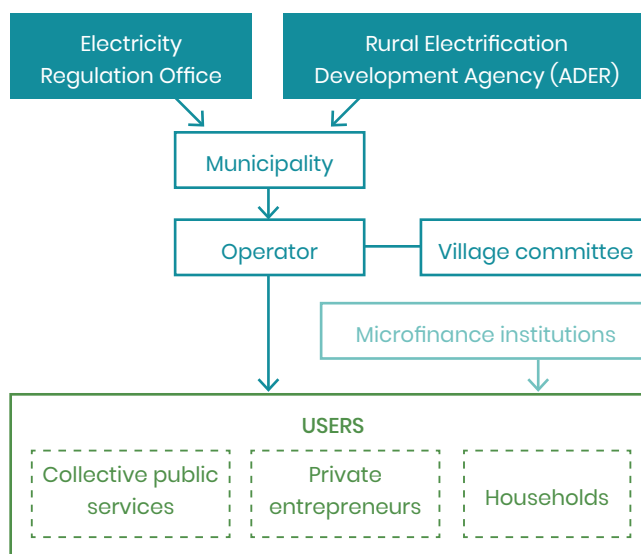 Electricity
Regulation Office
Rural Electrification
Development Agency (ADER)
Municipality
Operator
Village committee
Microfinance institutions
USERS
Collective public
services
Private
entrepreneurs
Households